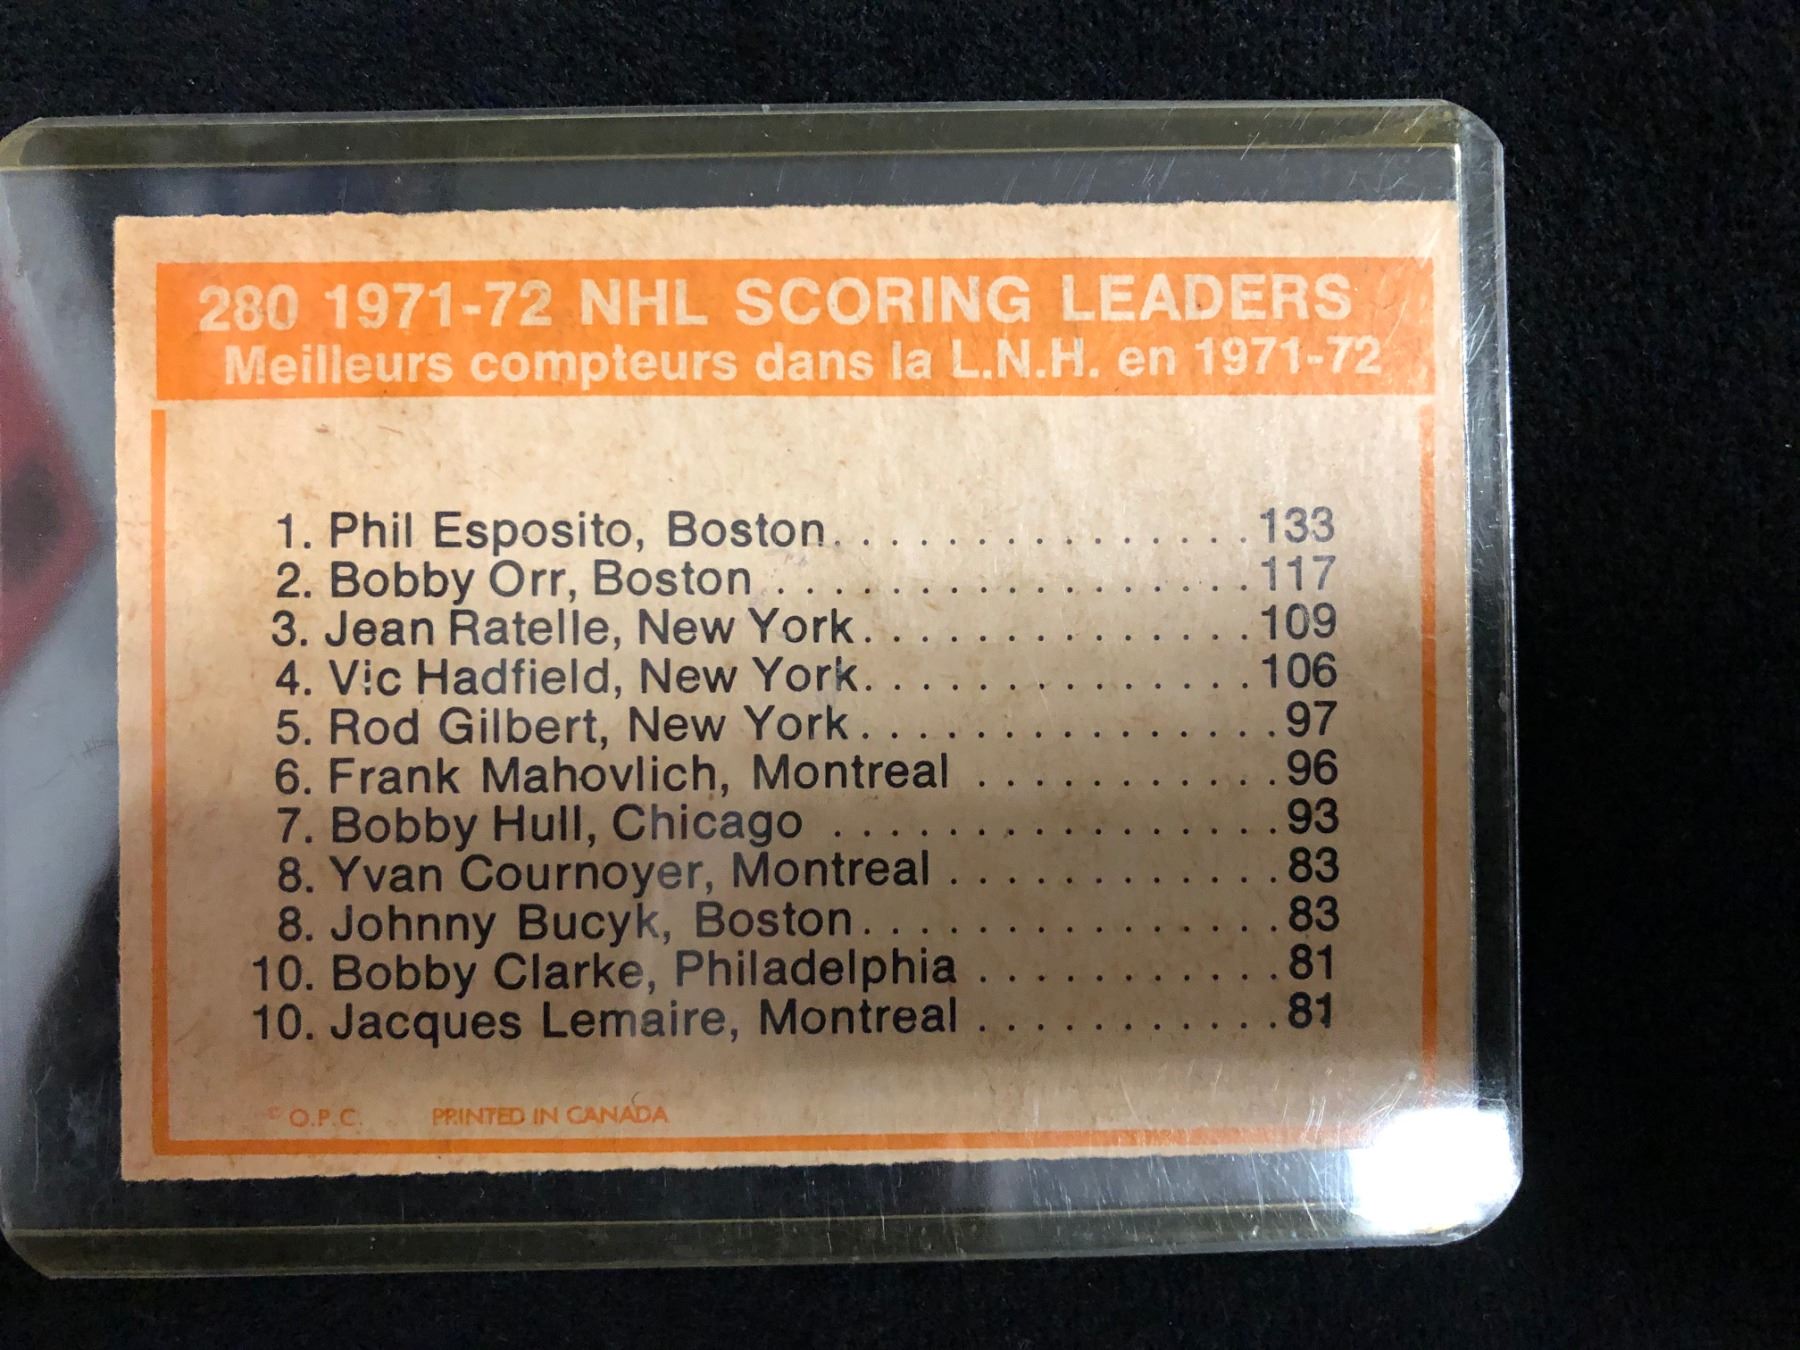 280 1971-72 NHL SCORING LEADERS
Meilleurs compteurs dans la L.N.H. en 1971-72
1. Phil Esposito, Boston. . . . . . . . . . . . . . . 133
2. Bobby Orr, Boston . . . . . . . . . . . . . . . . . 117
3. Jean Ratelle, New York. . . . . . . . . . . . . . 109
4. Vic Hadfield, New York. . . . . . . . . . . . . . 106
5. Rod Gilbert, New York. . . . . . . . . . . . . . . 97
6. Frank Mahovlich, Montreal . . . . . . . . . . . 96
7. Bobby Hull, Chicago . . . . . . . . . . . . . . . . 93
8. Yvan Cournoyer, Montreal . . . . . . . . . . . . 83
8. Johnny Bucyk, Boston. . . . . . . . . . . . . . . 83
10. Bobby Clarke, Philadelphia . . . . . . . . . . . 81
10. Jacques Lemaire, Montreal . . . . . . . . . . . 81
© O.P.C. PRINTED IN CANADA